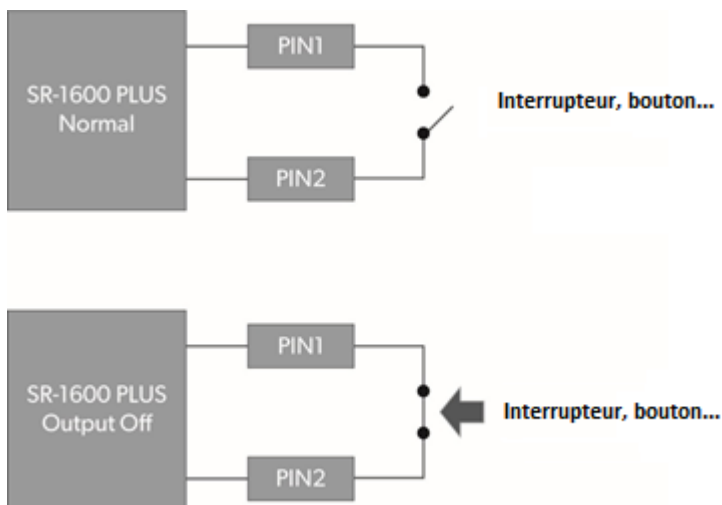 PIN1
SR-1600 PLUS
Normal
Interrupteur, bouton...
PIN2
PIN1
SR-1600 PLUS
Output Off
Interrupteur, bouton...
PIN2